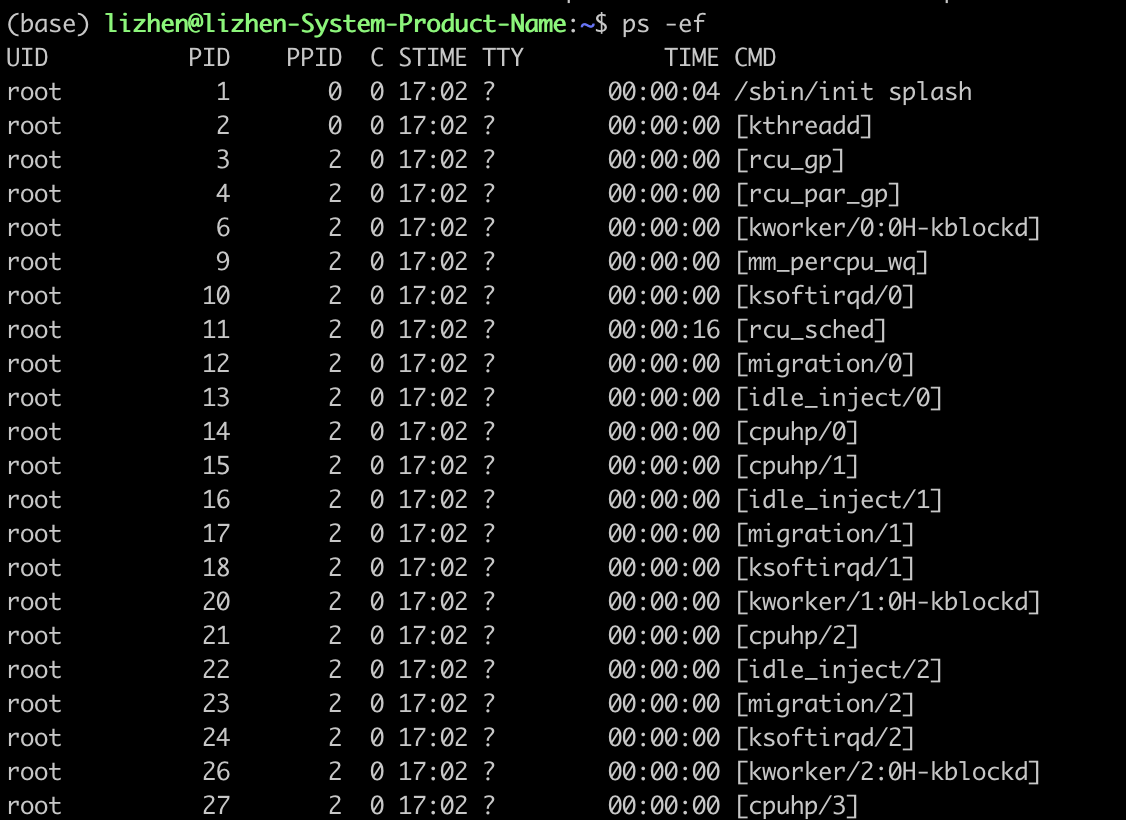 (base) lizhen@lizhen-System-Product-Name:~$ ps -ef
UID          PID    PPID  C STIME TTY          TIME CMD
root           1       0  0 17:02 ?        00:00:04 /sbin/init splash
root           2       0  0 17:02 ?        00:00:00 [kthreadd]
root           3       2  0 17:02 ?        00:00:00 [rcu_gp]
root           4       2  0 17:02 ?        00:00:00 [rcu_par_gp]
root           6       2  0 17:02 ?        00:00:00 [kworker/0:0H-kblockd]
root           9       2  0 17:02 ?        00:00:00 [mm_percpu_wq]
root          10       2  0 17:02 ?        00:00:00 [ksoftirqd/0]
root          11       2  0 17:02 ?        00:00:16 [rcu_sched]
root          12       2  0 17:02 ?        00:00:00 [migration/0]
root          13       2  0 17:02 ?        00:00:00 [idle_inject/0]
root          14       2  0 17:02 ?        00:00:00 [cpuhp/0]
root          15       2  0 17:02 ?        00:00:00 [cpuhp/1]
root          16       2  0 17:02 ?        00:00:00 [idle_inject/1]
root          17       2  0 17:02 ?        00:00:00 [migration/1]
root          18       2  0 17:02 ?        00:00:00 [ksoftirqd/1]
root          20       2  0 17:02 ?        00:00:00 [kworker/1:0H-kblockd]
root          21       2  0 17:02 ?        00:00:00 [cpuhp/2]
root          22       2  0 17:02 ?        00:00:00 [idle_inject/2]
root          23       2  0 17:02 ?        00:00:00 [migration/2]
root          24       2  0 17:02 ?        00:00:00 [ksoftirqd/2]
root          26       2  0 17:02 ?        00:00:00 [kworker/2:0H-kblockd]
root          27       2  0 17:02 ?        00:00:00 [cpuhp/3]